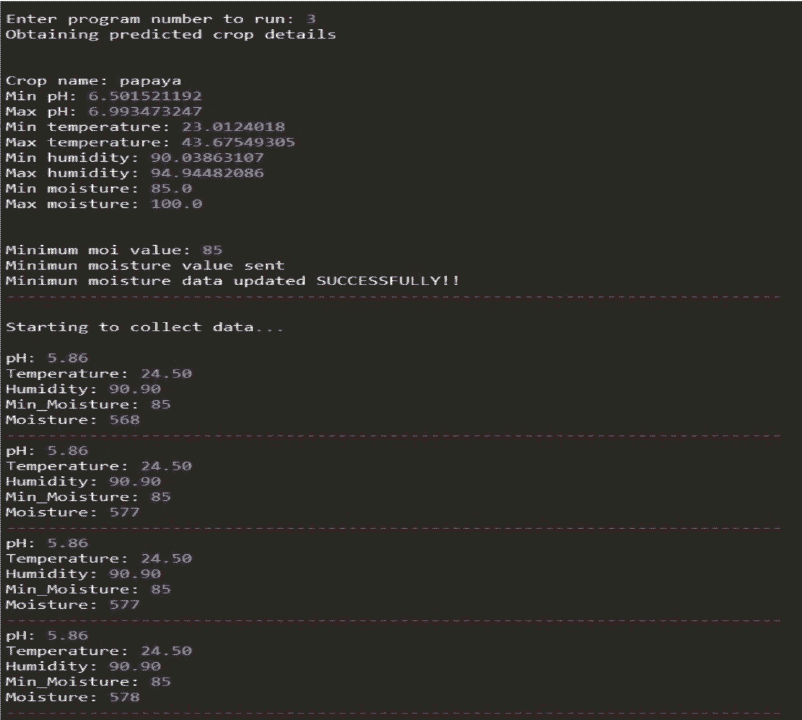 Enter program number to run: 3
Obtaining predicted crop details
Crop name: papaya
Min pH: 6.501521192
Max pH: 6.993473247
Min temperature: 23.0124018
Max temperature: 43.67549305
Min humidity: 90.03863107
Max humidity: 94.94482086
Min moisture: 85.0
Max moisture: 100.0
Minimum moi value: 85
Minimun moisture value sent
Minimun moisture data updated SUCCESSFULLY!!
--------------------------------------------------------------------------
Starting to collect data...
pH: 5.86
Temperature: 24.50
Humidity: 90.90
Min_Moisture: 85
Moisture: 568
--------------------------------------------------------------------------
pH: 5.86
Temperature: 24.50
Humidity: 90.90
Min_Moisture: 85
Moisture: 577
--------------------------------------------------------------------------
pH: 5.86
Temperature: 24.50
Humidity: 90.90
Min_Moisture: 85
Moisture: 577
--------------------------------------------------------------------------
pH: 5.86
Temperature: 24.50
Humidity: 90.90
Min_Moisture: 85
Moisture: 578
--------------------------------------------------------------------------